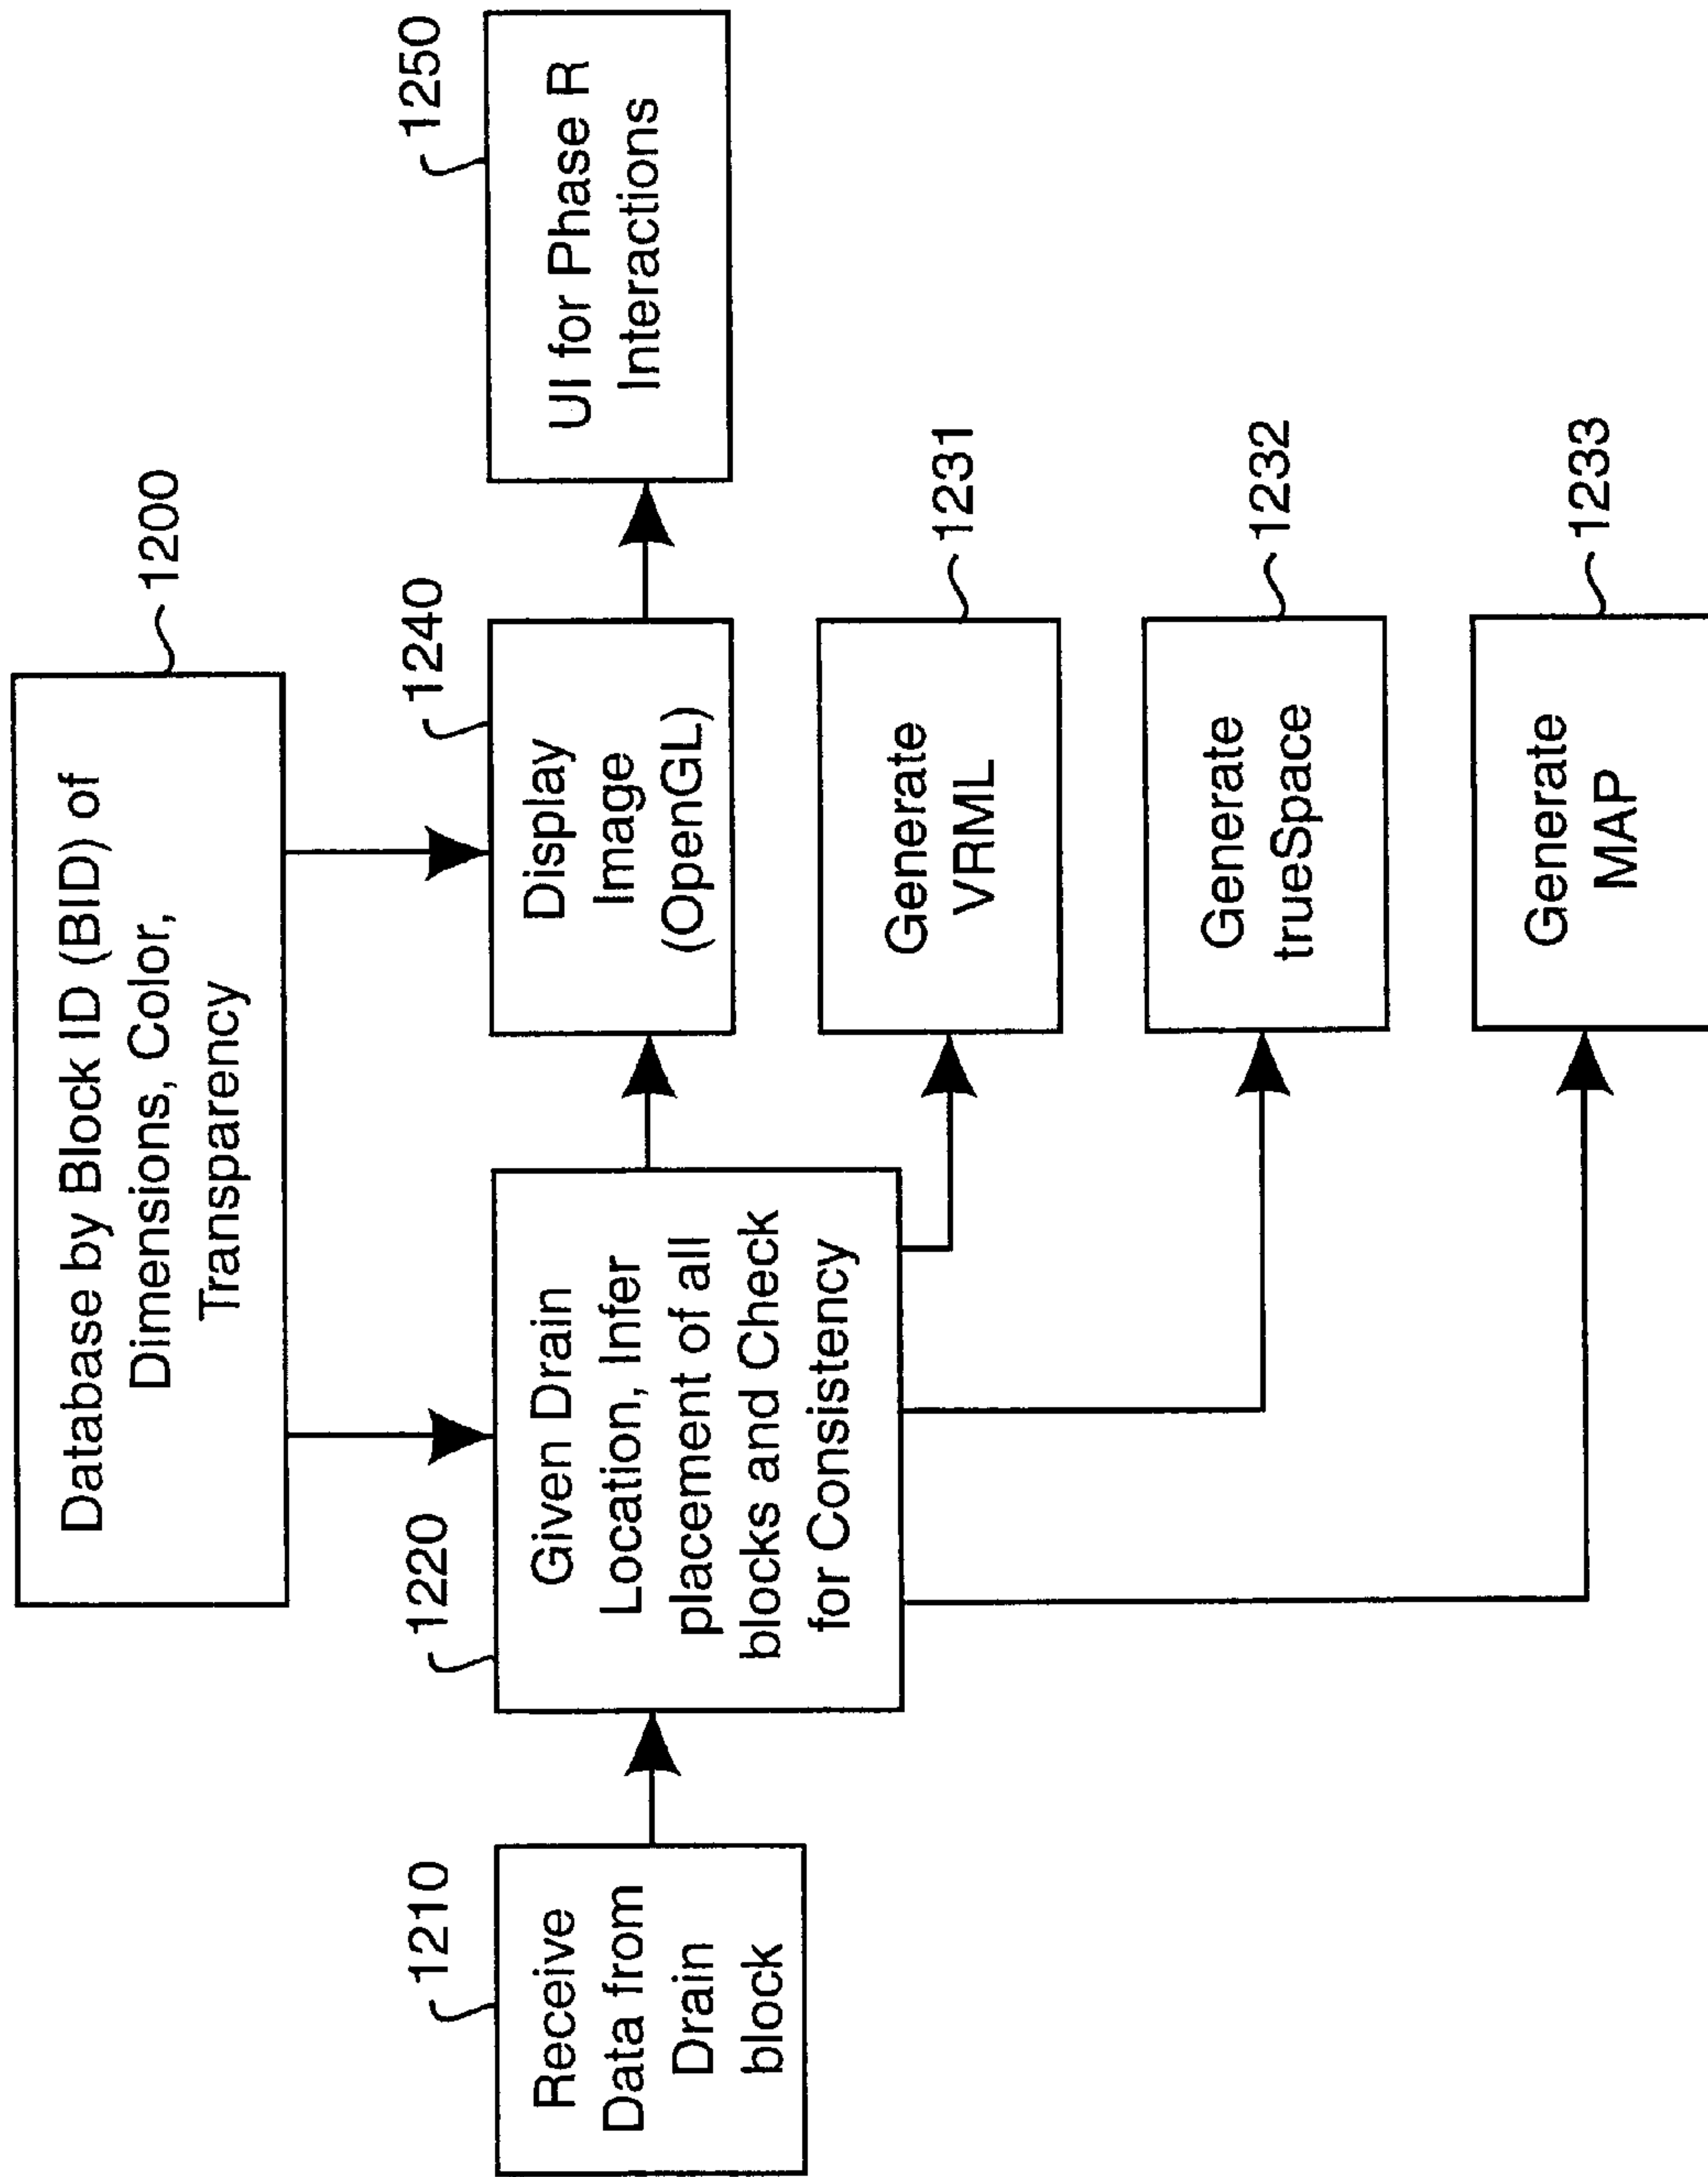 Database by Block ID (BID) of
Dimensions, Color,
Transparency
1200
1210
Receive
Data from
Drain
block
1220
Given Drain
Location, Infer
placement of all
blocks and Check
for Consistency
1240
Display
Image
(OpenGL)
1250
UI for Phase R
Interactions
Generate
VRML
1231
Generate
trueSpace
1232
Generate
MAP
1233